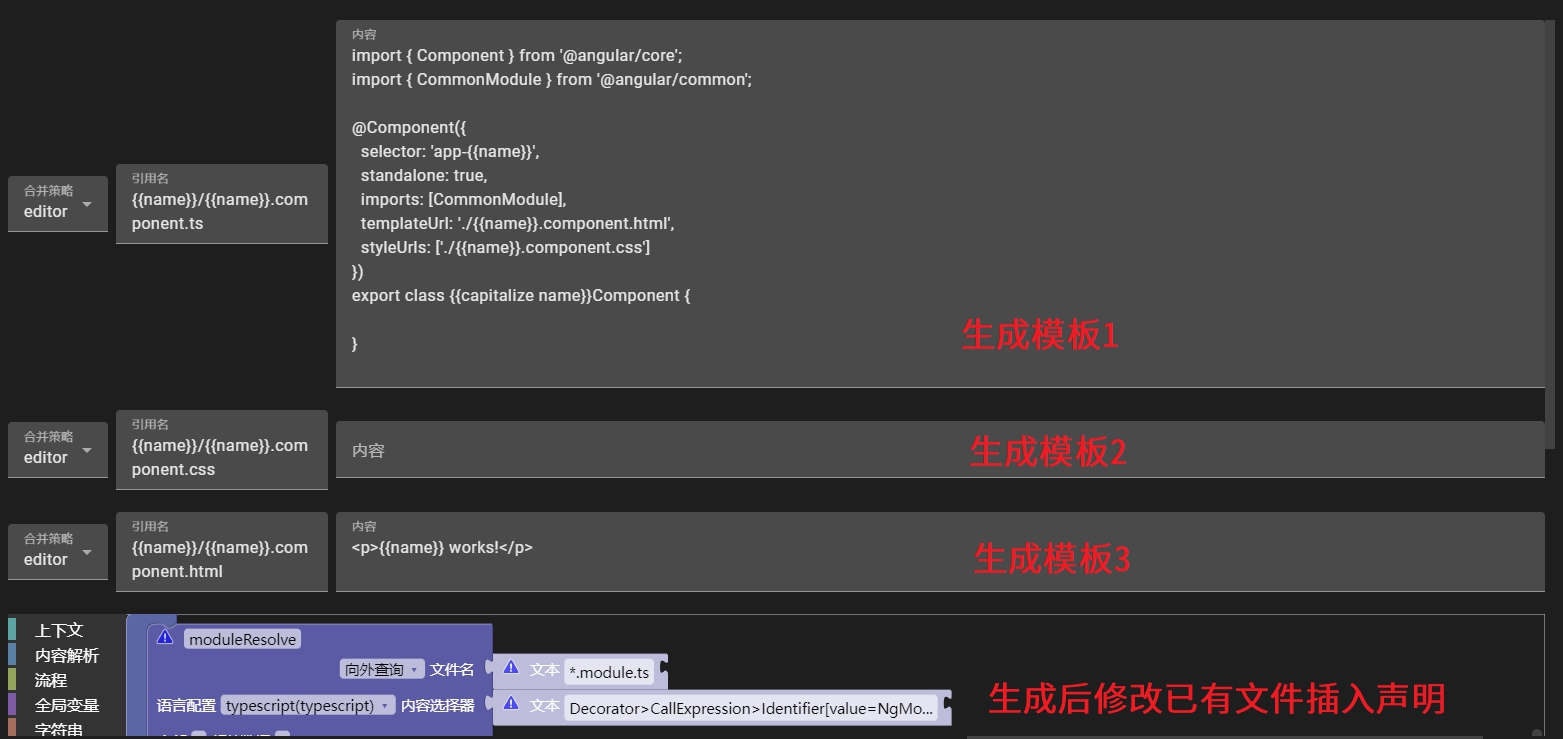 内容
import { Component } from '@angular/core';
import { CommonModule } from '@angular/common';
@Component({
selector: 'app-{{name}}',
standalone: true,
imports: [CommonModule],
templateUrl: './{{name}}.component.html',
styleUrls: ['./{{name}}.component.css']
})
export class {{capitalize name}}Component {
}
合并策略
editor
引用名
{{name}}/{{name}}.com
ponent.ts
生成模板1
合并策略
editor
引用名
{{name}}/{{name}}.com
ponent.css
内容
生成模板2
合并策略
editor
引用名
{{name}}/{{name}}.com
ponent.html
内容
<p>{{name}} works!</p>
生成模板3
上下文
内容解析
流程
全局变量
字符串
moduleResolve
向外查询 文件名 文本 *.module.ts
语言配置 typescript(typescript) 内容选择器 文本 Decorator>CallExpression>Identifier[value=NgMo...
生成后修改已有文件插入声明